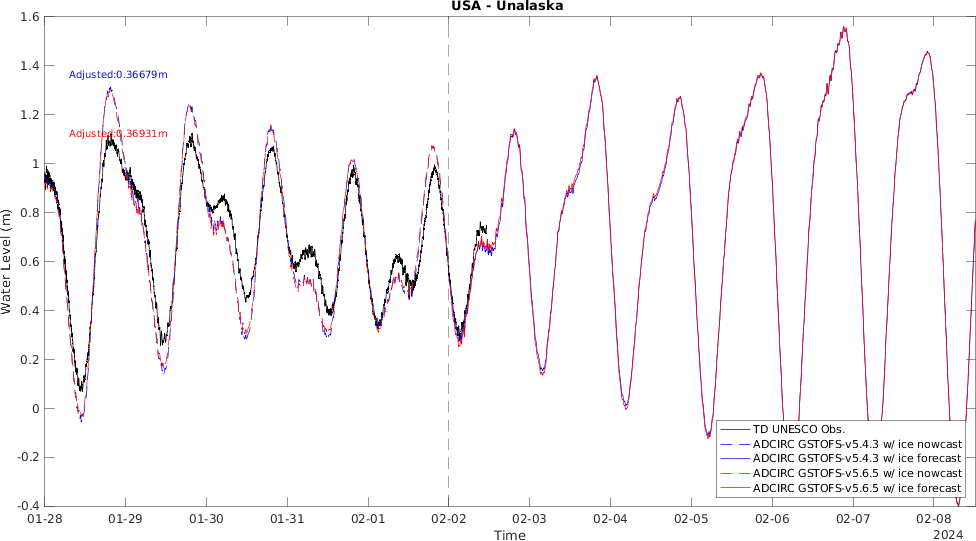 USA - Unalaska
1.6
1.4
1.2
1
0.8
0.6
0.4
0.2
0
-0.2
-0.4
Water Level (m)
Adjusted:0.36679m
Adjusted:0.36931m
TD UNESCO Obs.
ADCIRC GSTOFS-v5.4.3 w/ ice nowcast
ADCIRC GSTOFS-v5.4.3 w/ ice forecast
ADCIRC GSTOFS-v5.6.5 w/ ice nowcast
ADCIRC GSTOFS-v5.6.5 w/ ice forecast
01-28 01-29 01-30 01-31 02-01 02-02 02-03 02-04 02-05 02-06 02-07 02-08
Time
2024